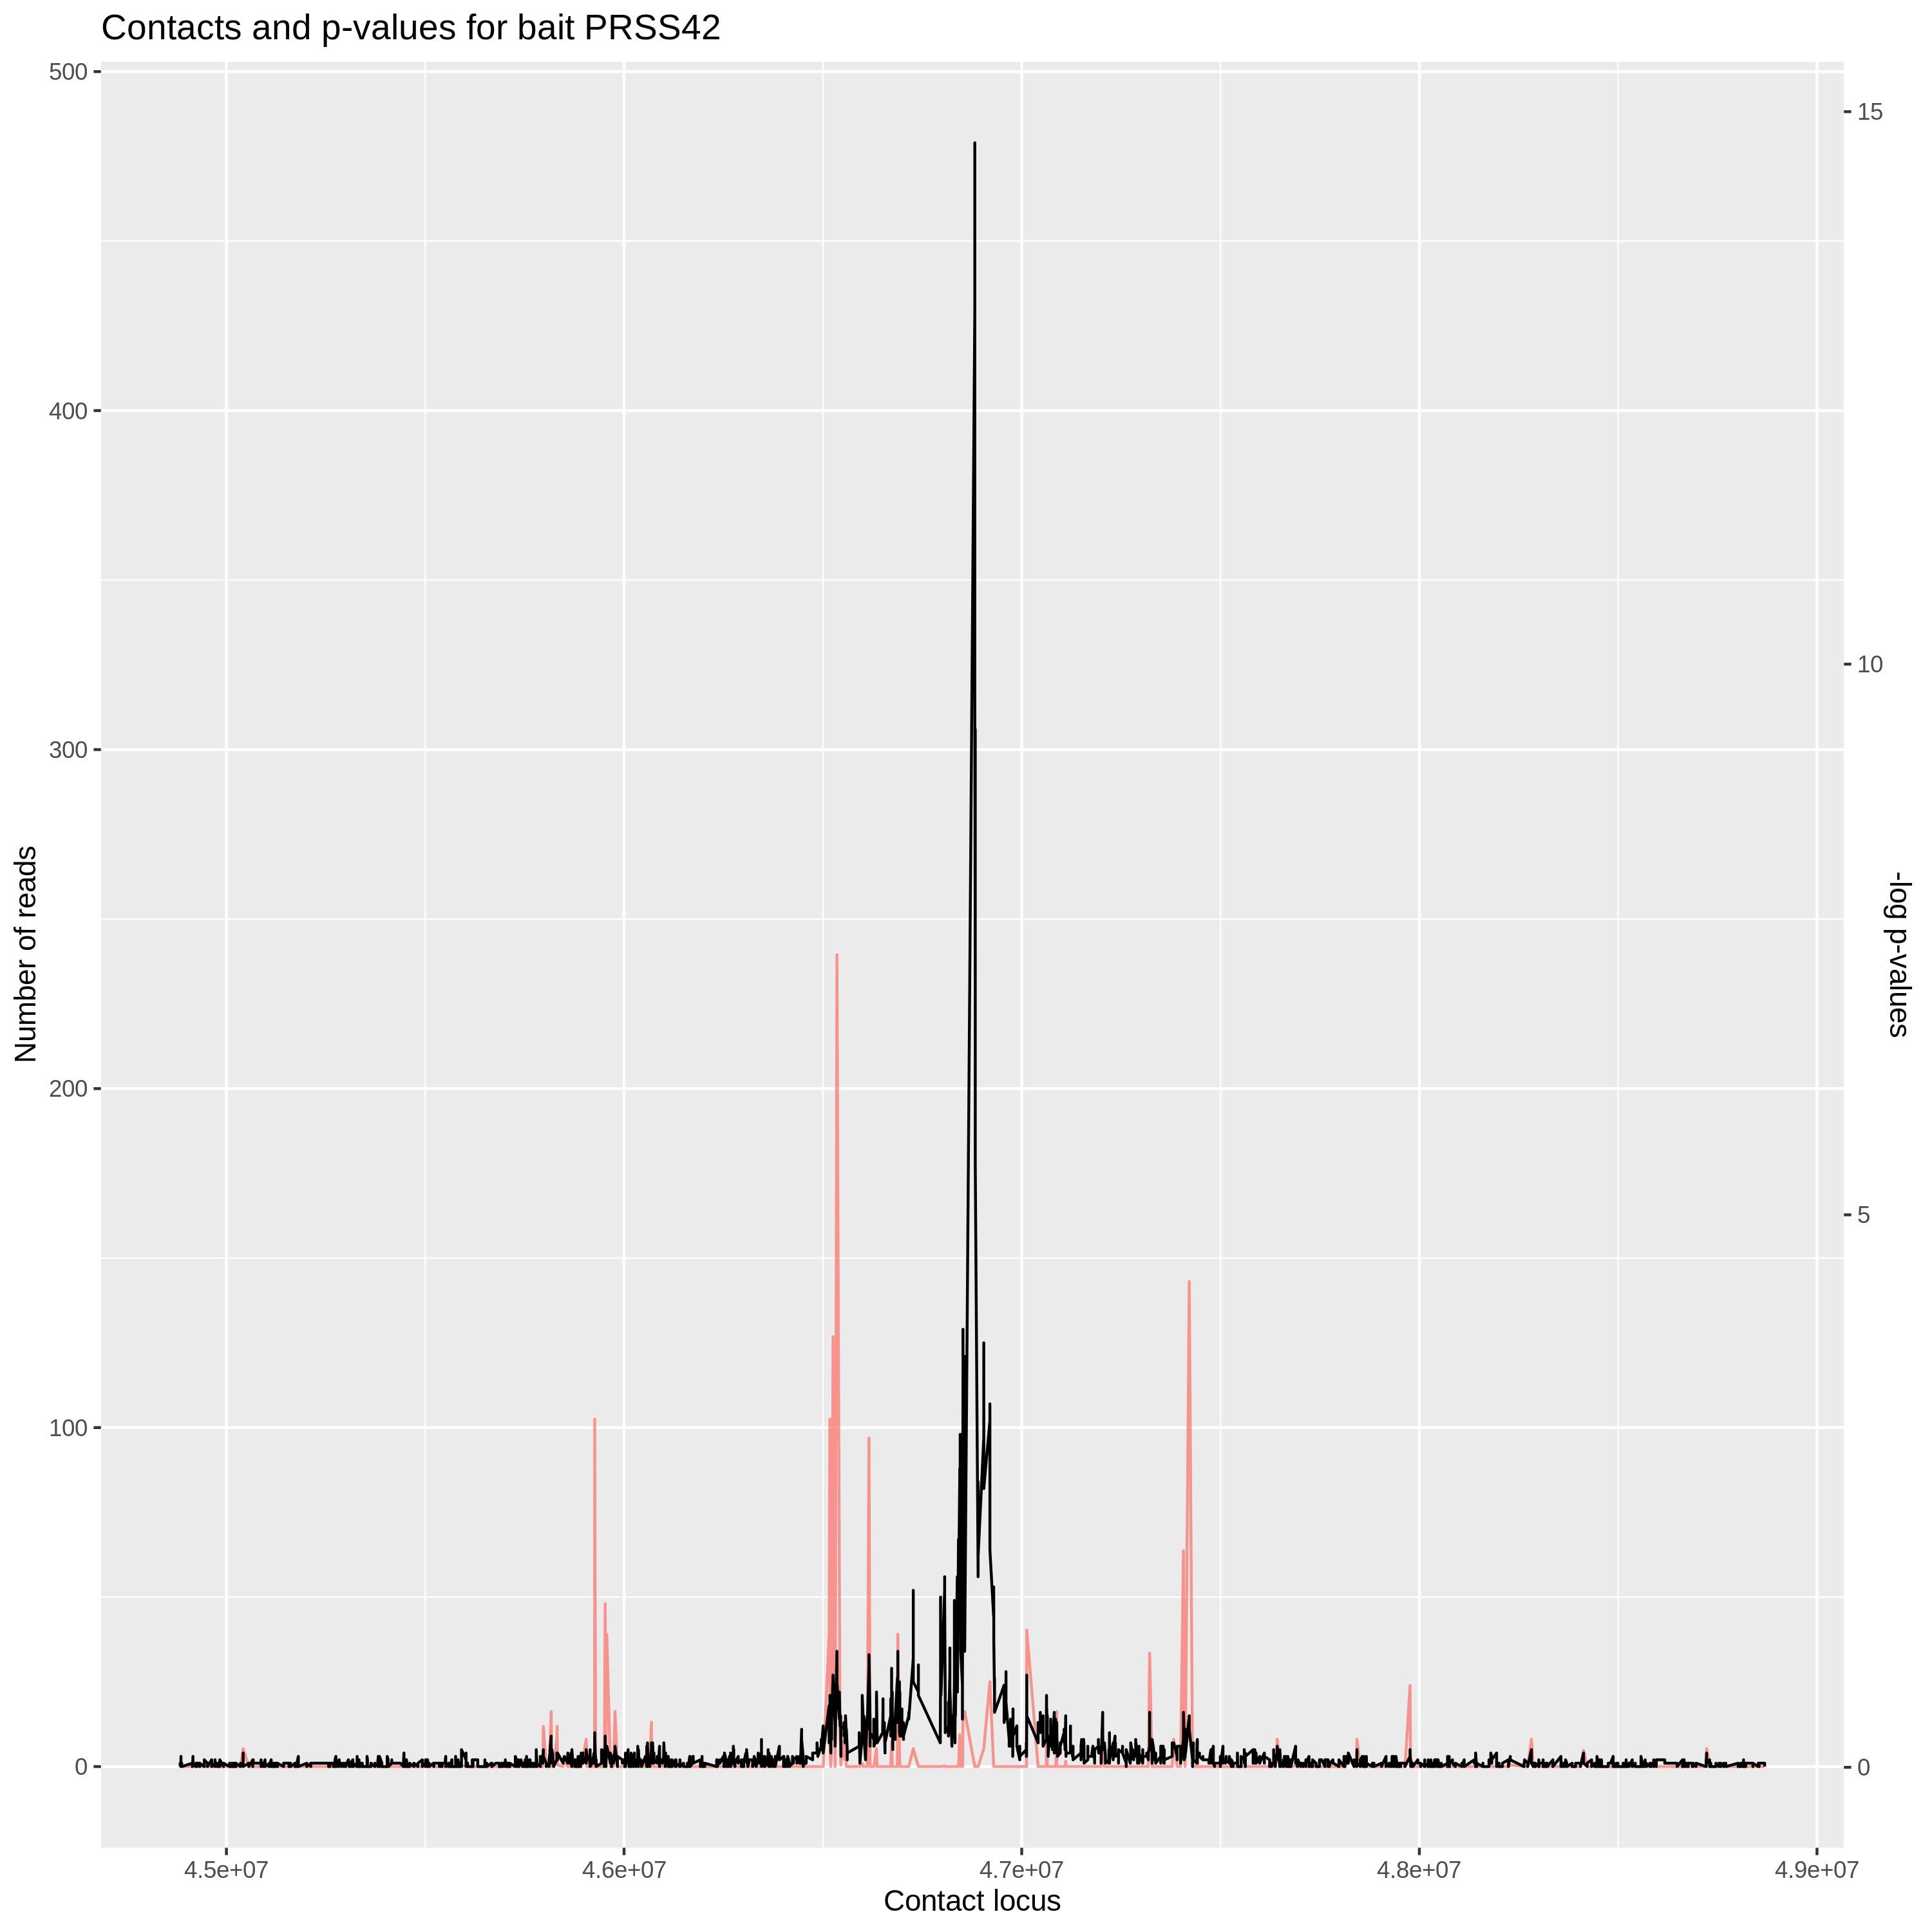 Contacts and p-values for bait PRSS42
500
400
300
200
100
0
Number of reads
15
10
5
0
-log p-values
4.5e+07
4.6e+07
4.7e+07
4.8e+07
4.9e+07
Contact locus